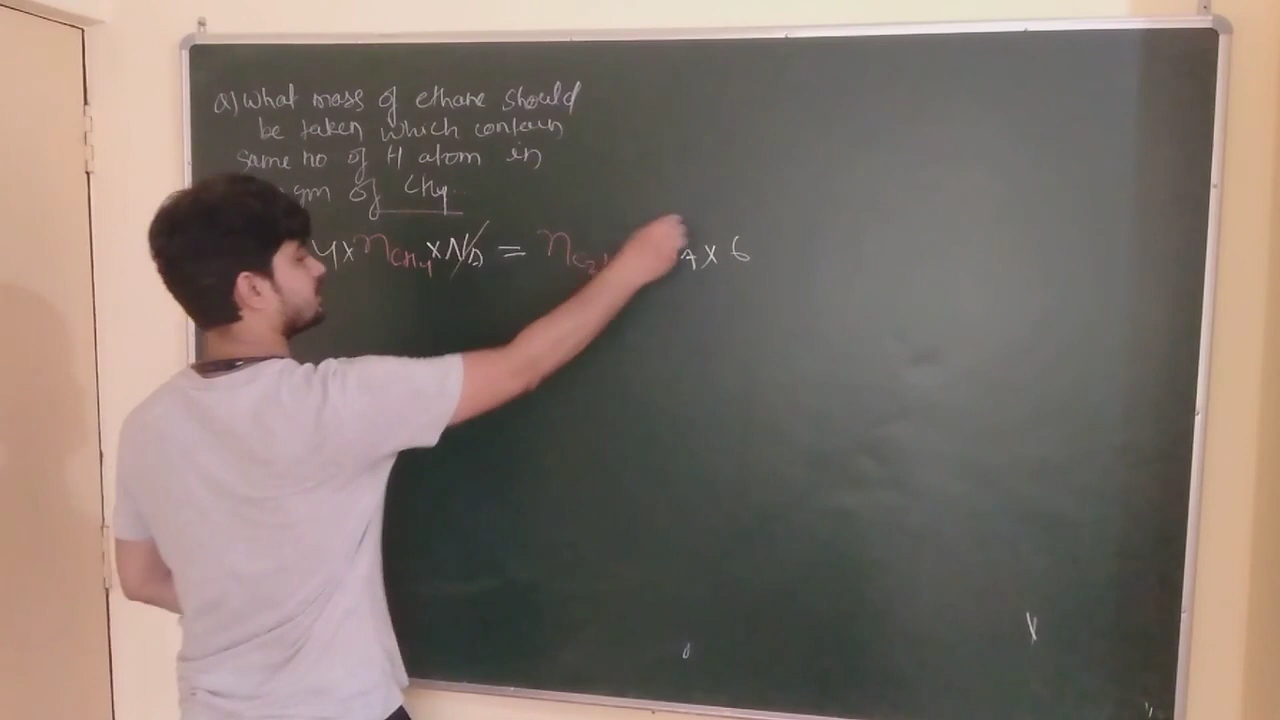 Q) What mass of ethane should
be taken which contain
same no of H atom in
gm of CH4
4 x nCH4 x NA = nC2 A x 6